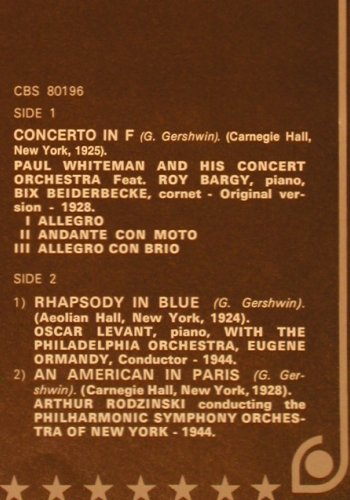 CBS 80196
SIDE 1
CONCERTO IN F (G. Gershwin). (Carnegie Hall,
New York, 1925).
PAUL WHITEMAN AND HIS CONCERT
ORCHESTRA Feat. ROY BARGY, piano,
BIX BEIDERBECKE, cornet - Original ver-
sion - 1928.
I ALLEGRO
II ANDANTE CON MOTO
III ALLEGRO CON BRIO
SIDE 2
1) RHAPSODY IN BLUE (G. Gershwin).
(Aeolian Hall, New York, 1924).
OSCAR LEVANT, piano, WITH THE
PHILADELPHIA ORCHESTRA, EUGENE
ORMANDY, Conductor - 1944.
2) AN AMERICAN IN PARIS (G. Ger-
shwin). (Carnegie Hall, New York, 1928).
ARTHUR RODZINSKI conducting the
PHILHARMONIC SYMPHONY ORCHES-
TRA OF NEW YORK - 1944.